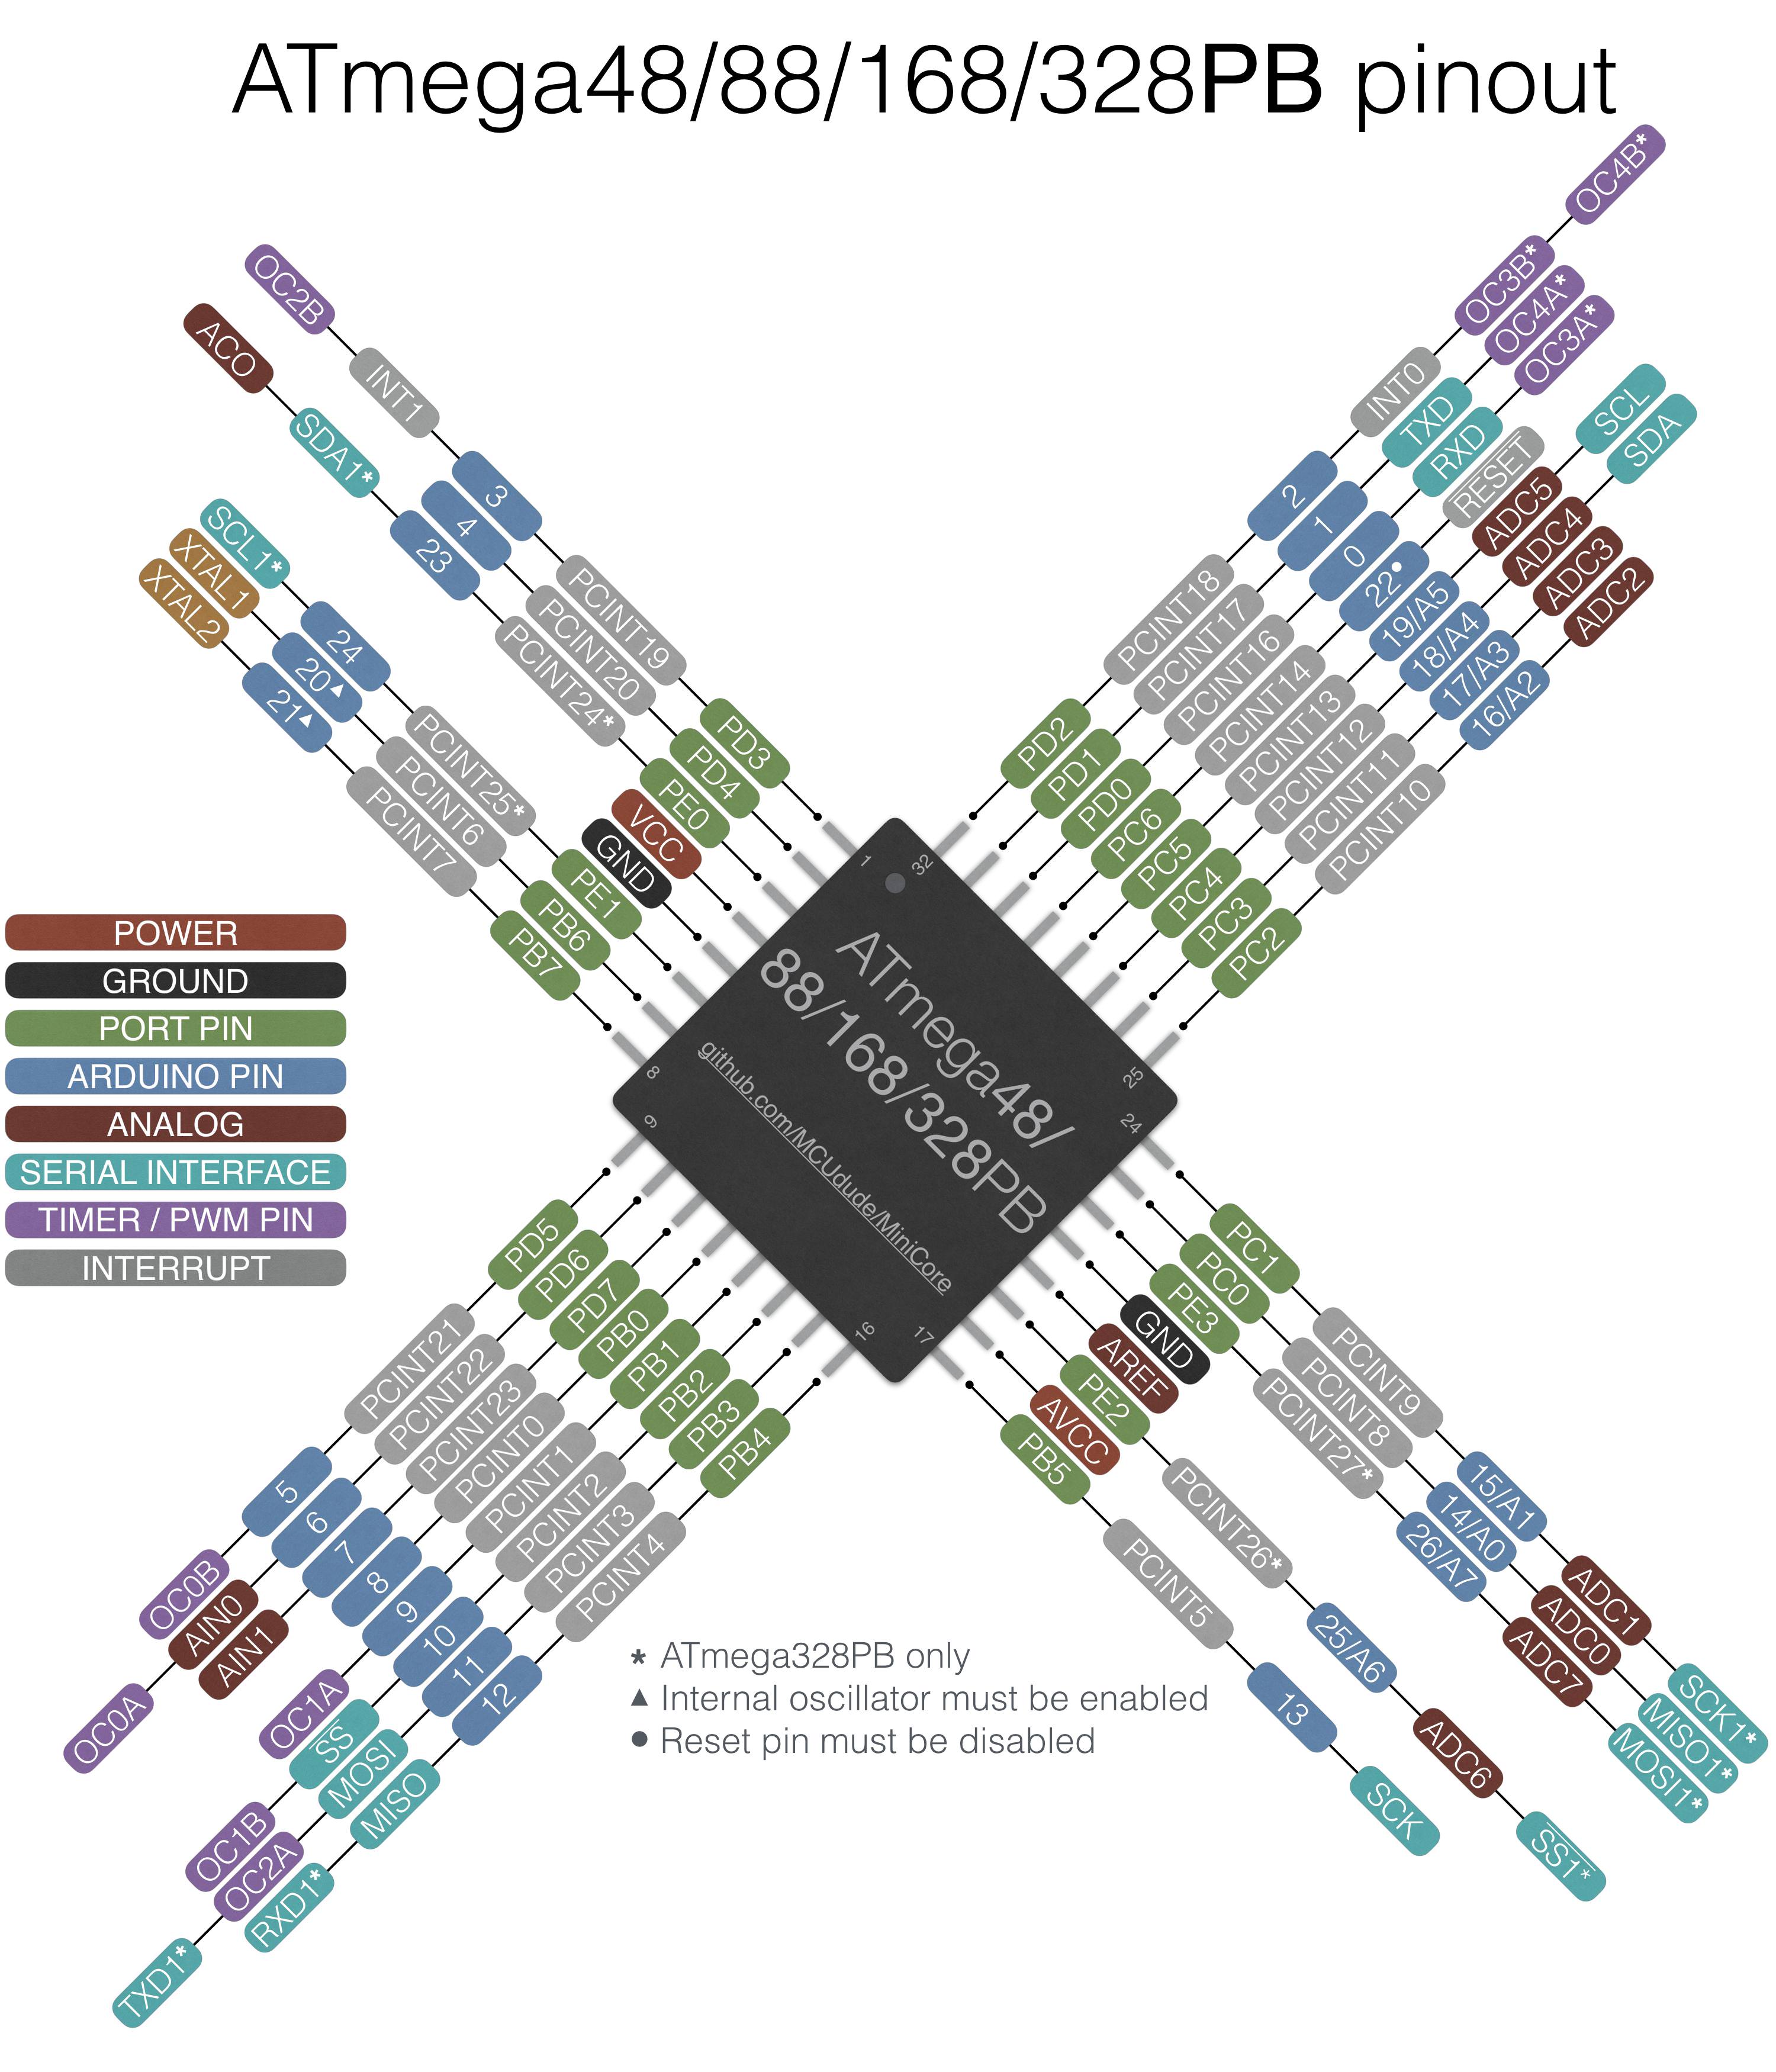 ATmega48/88/168/328PB pinout
OC2B INT1 3 PCINT19 PD3
4 PCINT20 PD4
ACO SDA1* 23 PCINT24* PE0
VCC
GND
SCL1* 24 PCINT25* PE1
XTAL1 20▲ PCINT6 PB6
XTAL2 21▲ PCINT7 PB7
PD2 PCINT18 2 INT0 OC3B* OC4B*
PD1 PCINT17 1 TXD OC4A*
PD0 PCINT16 0 RXD OC3A*
PC6 PCINT14 22● RESET
PC5 PCINT13 19/A5 ADC5 SCL
PC4 PCINT12 18/A4 ADC4 SDA
PC3 PCINT11 17/A3 ADC3
PC2 PCINT10 16/A2 ADC2
1
32
8
25
9
24
16
17
ATmega48/
88/168/328PB
github.com/MCUdude/MiniCore
POWER
GROUND
PORT PIN
ARDUINO PIN
ANALOG
SERIAL INTERFACE
TIMER / PWM PIN
INTERRUPT
PD5 PCINT21 5 OC0B
PD6 PCINT22 6 AIN0 OC0A
PD7 PCINT23 7 AIN1
PB0 PCINT0 8
PB1 PCINT1 9 OC1A
PB2 PCINT2 10 SS OC1B
PB3 PCINT3 11 MOSI OC2A TXD1*
PB4 PCINT4 12 MISO RXD1*
PC1 PCINT9 15/A1 ADC1 SCK1*
PC0 PCINT8 14/A0 ADC0 MISO1*
PE3 PCINT27* 26/A7 ADC7 MOSI1*
GND
AREF
PE2 PCINT26* 25/A6 ADC6 SS1*
AVCC
PB5 PCINT5 13 SCK
* ATmega328PB only
▲ Internal oscillator must be enabled
● Reset pin must be disabled